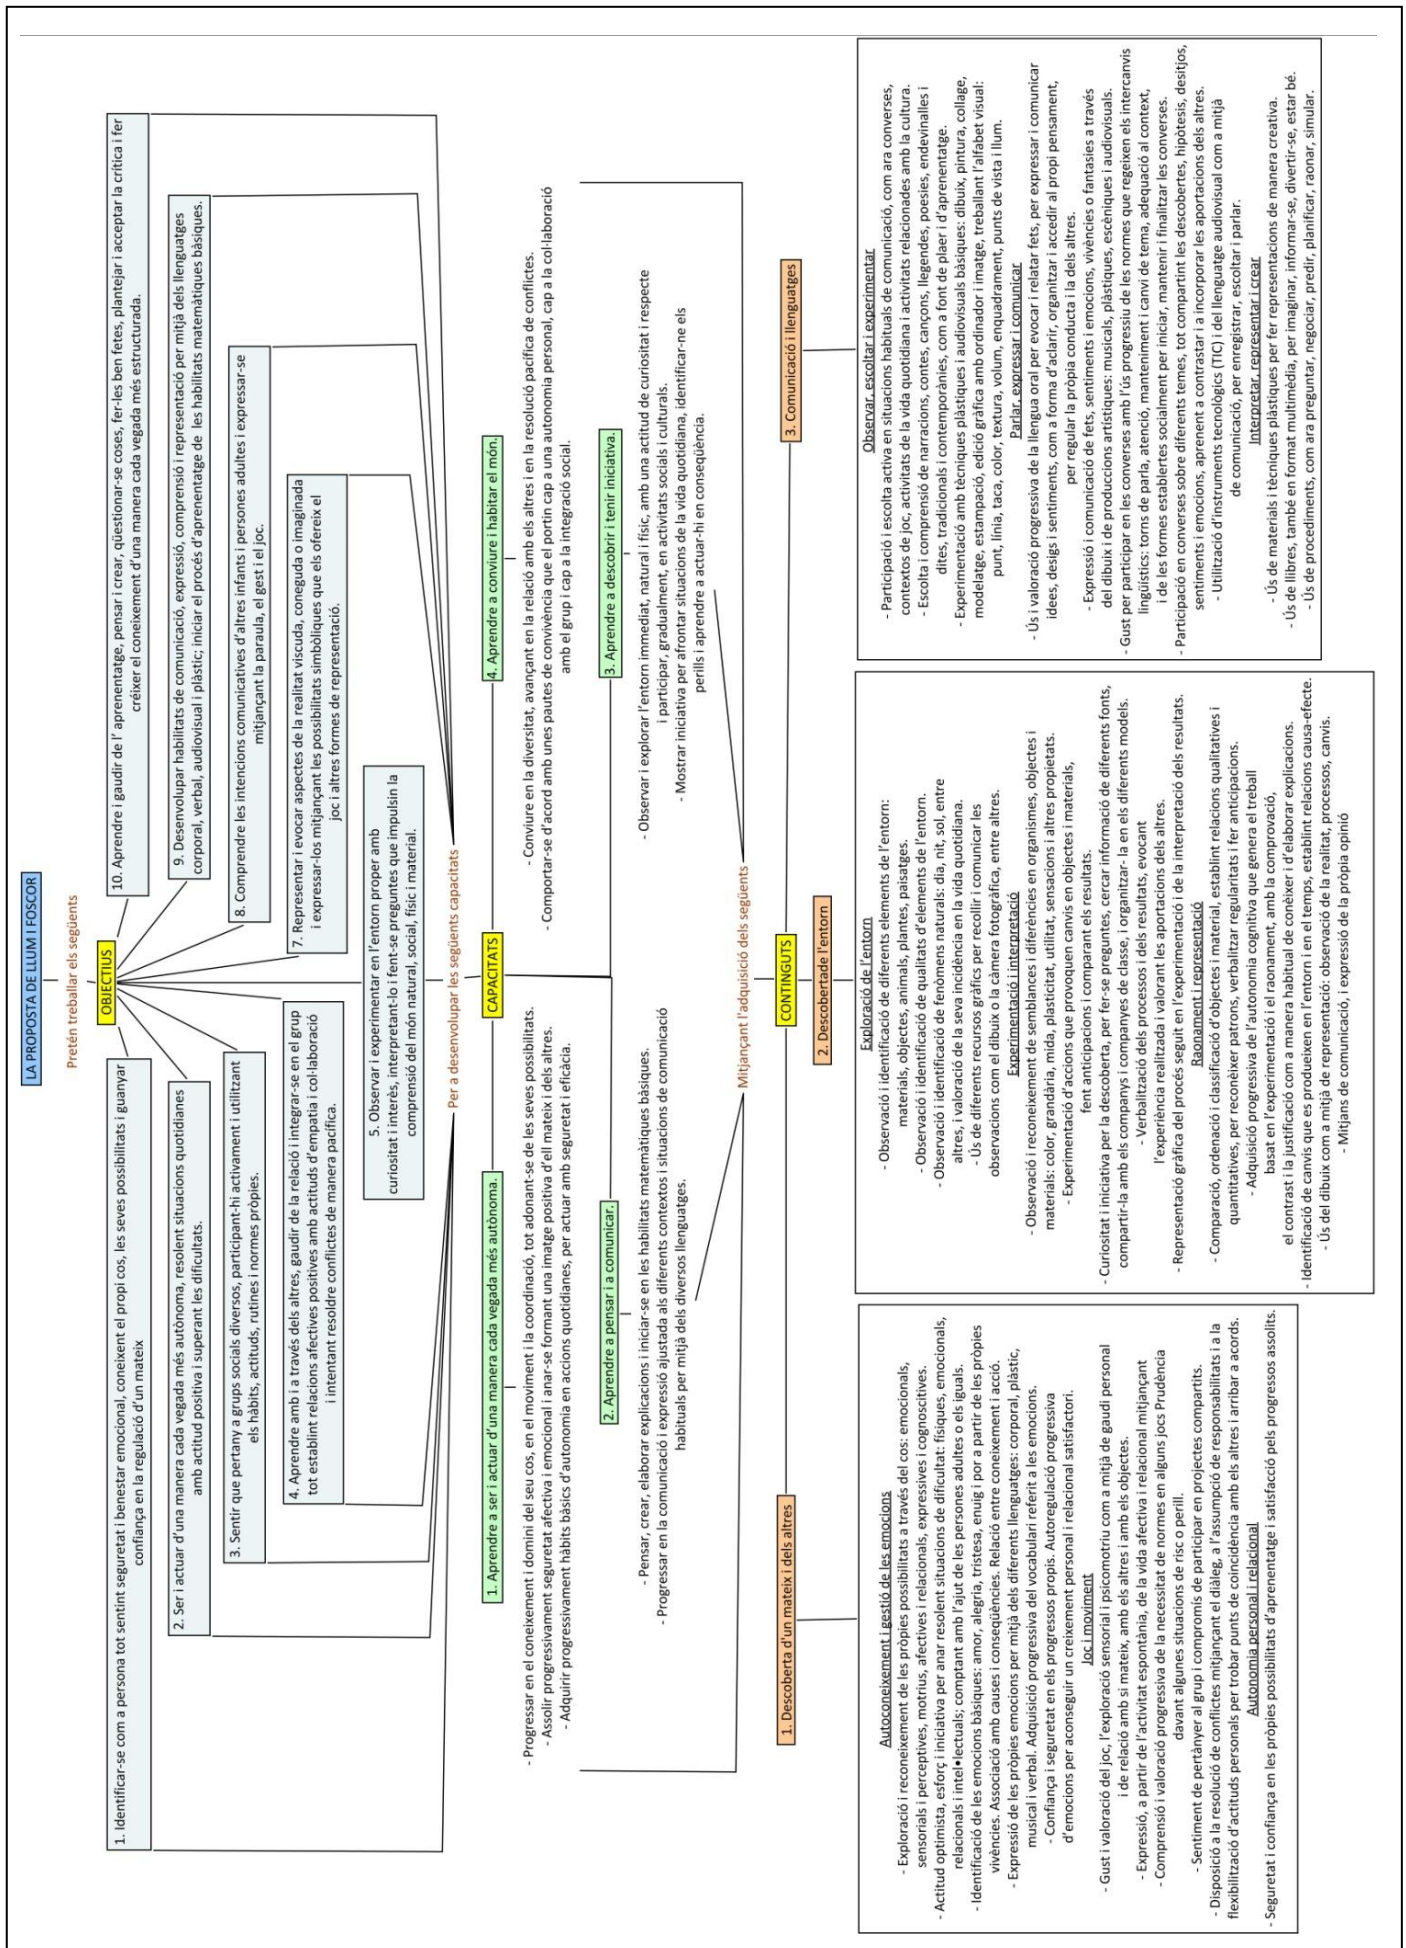 LA PROPOSTA DE LLUM I FOSCOR
Pretén treballar els següents
OBJECTIUS
1. Identificar-se com a persona tot sentint seguretat i benestar emocional, coneixent el propi cos, les seves possibilitats i guanyar
confiança en la regulació d'un mateix
2. Ser i actuar d'una manera cada vegada més autònoma, resolent situacions quotidianes
amb actitud positiva i superant les dificultats.
3. Sentir que pertany a grups socials diversos, participant-hi activament i utilitzant
els hàbits, actituds, rutines i normes pròpies.
4. Aprendre amb i a través dels altres, gaudir de la relació i integrar-se en el grup
tot establint relacions afectives positives amb actituds d'empatia i col·laboració
i intentant resoldre conflictes de manera pacífica.
5. Observar i experimentar en l'entorn proper amb
curiositat i interès, interpretant-lo i fent-se preguntes que impulsin la
comprensió del món natural, social, físic i material.
10. Aprendre i gaudir de l' aprenentatge, pensar i crear, qüestionar-se coses, fer-les ben fetes, plantejar i acceptar la crítica i fer
créixer el coneixement d'una manera cada vegada més estructurada.
9. Desenvolupar habilitats de comunicació, expressió, comprensió i representació per mitjà dels llenguatges
corporal, verbal, audiovisual i plàstic; iniciar el procés d'aprenentatge de les habilitats matemàtiques bàsiques.
8. Comprendre les intencions comunicatives d'altres infants i persones adultes i expressar-se
mitjançant la paraula, el gest i el joc.
7. Representar i evocar aspectes de la realitat viscuda, coneguda o imaginada
i expressar-los mitjançant les possibilitats simbòliques que els ofereix el
joc i altres formes de representació.
Per a desenvolupar les següents capacitats
CAPACITATS
1. Aprendre a ser i actuar d'una manera cada vegada més autònoma.
- Progressar en el coneixement i domini del seu cos, en el moviment i la coordinació, tot adonant-se de les seves possibilitats.
- Assolir progressivament seguretat afectiva i emocional i anar-se formant una imatge positiva d'ell mateix i dels altres.
- Adquirir progressivament hàbits bàsics d'autonomia en accions quotidianes, per actuar amb seguretat i eficàcia.
4. Aprendre a conviure i habitar el món.
- Conviure en la diversitat, avançant en la relació amb els altres i en la resolució pacífica de conflictes.
- Comportar-se d'acord amb unes pautes de convivència que el portin cap a una autonomia personal, cap a la col·laboració
amb el grup i cap a la integració social.
2. Aprendre a pensar i a comunicar.
- Pensar, crear, elaborar explicacions i iniciar-se en les habilitats matemàtiques bàsiques.
- Progressar en la comunicació i expressió ajustada als diferents contextos i situacions de comunicació
habituals per mitjà dels diversos llenguatges.
3. Aprendre a descobrir i tenir iniciativa.
- Observar i explorar l'entorn immediat, natural i físic, amb una actitud de curiositat i respecte
i participar, gradualment, en activitats socials i culturals.
- Mostrar iniciativa per afrontar situacions de la vida quotidiana, identificar-ne els
perills i aprendre a actuar-hi en conseqüència.
Mitjançant l'adquisició dels següents
CONTINGUTS
1. Descoberta d'un mateix i dels altres
Autoconeixement i gestió de les emocions
- Exploració i reconeixement de les pròpies possibilitats a través del cos: emocionals,
sensorials i perceptives, motrius, afectives i relacionals, expressives i cognoscitives.
- Actitud optimista, esforç i iniciativa per anar resolent situacions de dificultat: físiques, emocionals,
relacionals i intel•lectuals; comptant amb l'ajut de les persones adultes o els iguals.
- Identificació de les emocions bàsiques: amor, alegria, tristesa, enuig i por a partir de les pròpies
vivències. Associació amb causes i conseqüències. Relació entre coneixement i acció.
- Expressió de les pròpies emocions per mitjà dels diferents llenguatges: corporal, plàstic,
musical i verbal. Adquisició progressiva del vocabulari referit a les emocions.
- Confiança i seguretat en els progressos propis. Autoregulació progressiva
d'emocions per aconseguir un creixement personal i relacional satisfactori.
Joc i moviment
- Gust i valoració del joc, l'exploració sensorial i psicomotriu com a mitjà de gaudi personal
i de relació amb si mateix, amb els altres i amb els objectes.
- Expressió, a partir de l'activitat espontània, de la vida afectiva i relacional mitjançant
- Comprensió i valoració progressiva de la necessitat de normes en alguns jocs Prudència
davant algunes situacions de risc o perill.
- Sentiment de pertànyer al grup i compromís de participar en projectes compartits.
- Disposició a la resolució de conflictes mitjançant el diàleg, a l'assumpció de responsabilitats i a la
flexibilització d'actituds personals per trobar punts de coincidència amb els altres i arribar a acords.
Autonomia personal i relacional
- Seguretat i confiança en les pròpies possibilitats d'aprenentatge i satisfacció pels progressos assolits.
2. Descobertade l'entorn
Exploració de l'entorn
- Observació i identificació de diferents elements de l'entorn:
materials, objectes, animals, plantes, paisatges.
- Observació i identificació de qualitats d'elements de l'entorn.
- Observació i identificació de fenòmens naturals: dia, nit, sol, entre
altres, i valoració de la seva incidència en la vida quotidiana.
- Ús de diferents recursos gràfics per recollir i comunicar les
observacions com el dibuix o la càmera fotogràfica, entre altres.
Experimentació i interpretació
- Observació i reconeixement de semblances i diferències en organismes, objectes i
materials: color, grandària, mida, plasticitat, utilitat, sensacions i altres propietats.
- Experimentació d'accions que provoquen canvis en objectes i materials,
fent anticipacions i comparant els resultats.
- Curiositat i iniciativa per la descoberta, per fer-se preguntes, cercar informació de diferents fonts,
compartir-la amb els companys i companyes de classe, i organitzar- la en els diferents models.
- Verbalització dels processos i dels resultats, evocant
l'experiència realitzada i valorant les aportacions dels altres.
- Representació gràfica del procés seguit en l'experimentació i de la interpretació dels resultats.
Raonament i representació
- Comparació, ordenació i classificació d'objectes i material, establint relacions qualitatives i
quantitatives, per reconèixer patrons, verbalitzar regularitats i fer anticipacions.
- Adquisició progressiva de l'autonomia cognitiva que genera el treball
basat en l'experimentació i el raonament, amb la comprovació,
el contrast i la justificació com a manera habitual de conèixer i d'elaborar explicacions.
- Identificació de canvis que es produeixen en l'entorn i en el temps, establint relacions causa-efecte.
- Ús del dibuix com a mitjà de representació: observació de la realitat, processos, canvis.
- Mitjans de comunicació, i expressió de la pròpia opinió
3. Comunicació i llenguatges
Observar, escoltar i experimentar
- Participació i escolta activa en situacions habituals de comunicació, com ara converses,
contextos de joc, activitats de la vida quotidiana i activitats relacionades amb la cultura.
- Escolta i comprensió de narracions, contes, cançons, llegendes, poesies, endevinalles i
dites, tradicionals i contemporànies, com a font de plaer i d'aprenentatge.
- Experimentació amb tècniques plàstiques i audiovisuals bàsiques: dibuix, pintura, collage,
modelatge, estampació, edició gràfica amb ordinador i imatge, treballant l'alfabet visual:
punt, línia, taca, color, textura, volum, enquadrament, punts de vista i llum.
Parlar, expressar i comunicar
- Ús i valoració progressiva de la llengua oral per evocar i relatar fets, per expressar i comunicar
idees, desigs i sentiments, com a forma d'aclarir, organitzar i accedir al propi pensament,
per regular la pròpia conducta i la dels altres.
- Expressió i comunicació de fets, sentiments i emocions, vivències o fantasies a través
del dibuix i de produccions artístiques: musicals, plàstiques, escèniques i audiovisuals.
- Gust per participar en les converses amb l'ús progressiu de les normes que regeixen els intercanvis
lingüístics: torns de parla, atenció, manteniment i canvi de tema, adequació al context,
i de les formes establertes socialment per iniciar, mantenir i finalitzar les converses.
- Participació en converses sobre diferents temes, tot compartint les descobertes, hipòtesis, desitjos,
sentiments i emocions, aprenent a contrastar i a incorporar les aportacions dels altres.
- Utilització d'instruments tecnològics (TIC) i del llenguatge audiovisual com a mitjà
de comunicació, per enregistrar, escoltar i parlar.
Interpretar, representar i crear
- Ús de materials i tècniques plàstiques per fer representacions de manera creativa.
- Ús de llibres, també en format multimèdia, per imaginar, informar-se, divertir-se, estar bé.
- Ús de procediments, com ara preguntar, negociar, predir, planificar, raonar, simular.